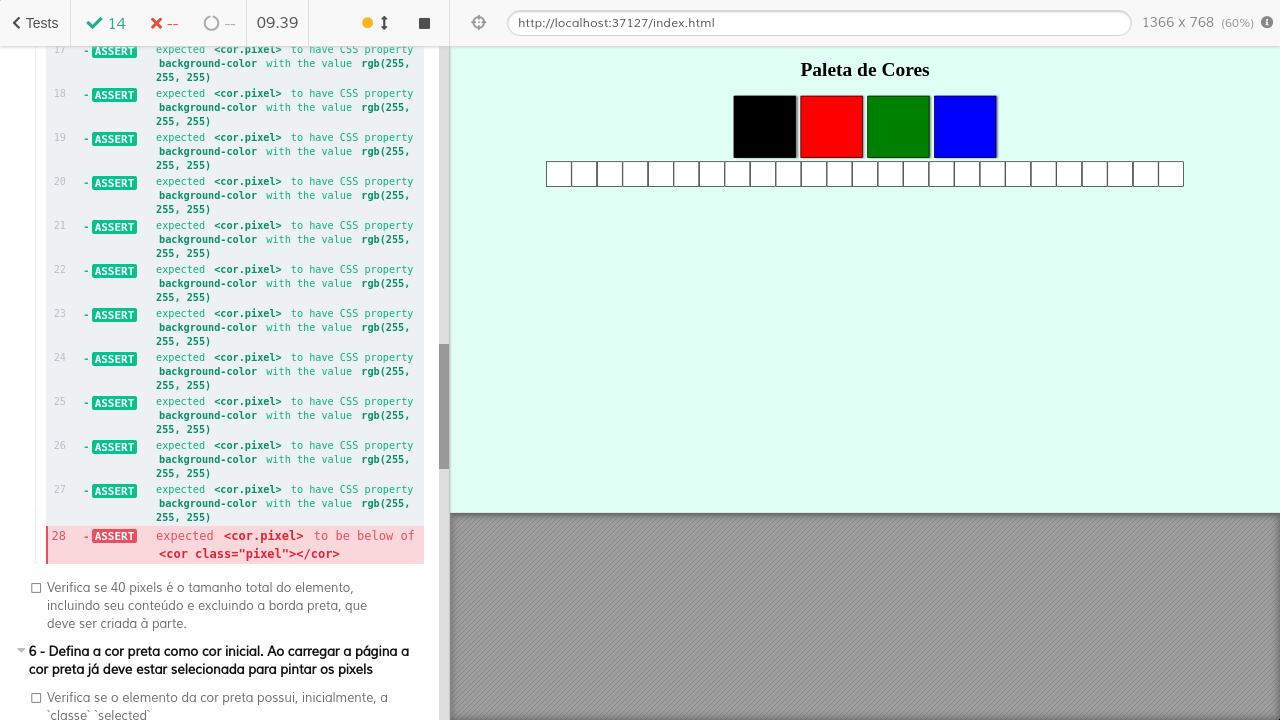 Tests 14 -- -- 09.39 http://localhost:37127/index.html 1366 x 768 (60%)
17 - ASSERT expected <cor.pixel> to have CSS property
background-color with the value rgb(255,
255, 255)
18 - ASSERT expected <cor.pixel> to have CSS property
background-color with the value rgb(255,
255, 255)
19 - ASSERT expected <cor.pixel> to have CSS property
background-color with the value rgb(255,
255, 255)
20 - ASSERT expected <cor.pixel> to have CSS property
background-color with the value rgb(255,
255, 255)
21 - ASSERT expected <cor.pixel> to have CSS property
background-color with the value rgb(255,
255, 255)
22 - ASSERT expected <cor.pixel> to have CSS property
background-color with the value rgb(255,
255, 255)
23 - ASSERT expected <cor.pixel> to have CSS property
background-color with the value rgb(255,
255, 255)
24 - ASSERT expected <cor.pixel> to have CSS property
background-color with the value rgb(255,
255, 255)
25 - ASSERT expected <cor.pixel> to have CSS property
background-color with the value rgb(255,
255, 255)
26 - ASSERT expected <cor.pixel> to have CSS property
background-color with the value rgb(255,
255, 255)
27 - ASSERT expected <cor.pixel> to have CSS property
background-color with the value rgb(255,
255, 255)
28 - ASSERT expected <cor.pixel> to be below of
<cor class="pixel"></cor>
Verifica se 40 pixels é o tamanho total do elemento,
incluindo seu conteúdo e excluindo a borda preta, que
deve ser criada à parte.
6 - Defina a cor preta como cor inicial. Ao carregar a página a
cor preta já deve estar selecionada para pintar os pixels
Verifica se o elemento da cor preta possui, inicialmente, a
`classe` `selected`
Paleta de Cores